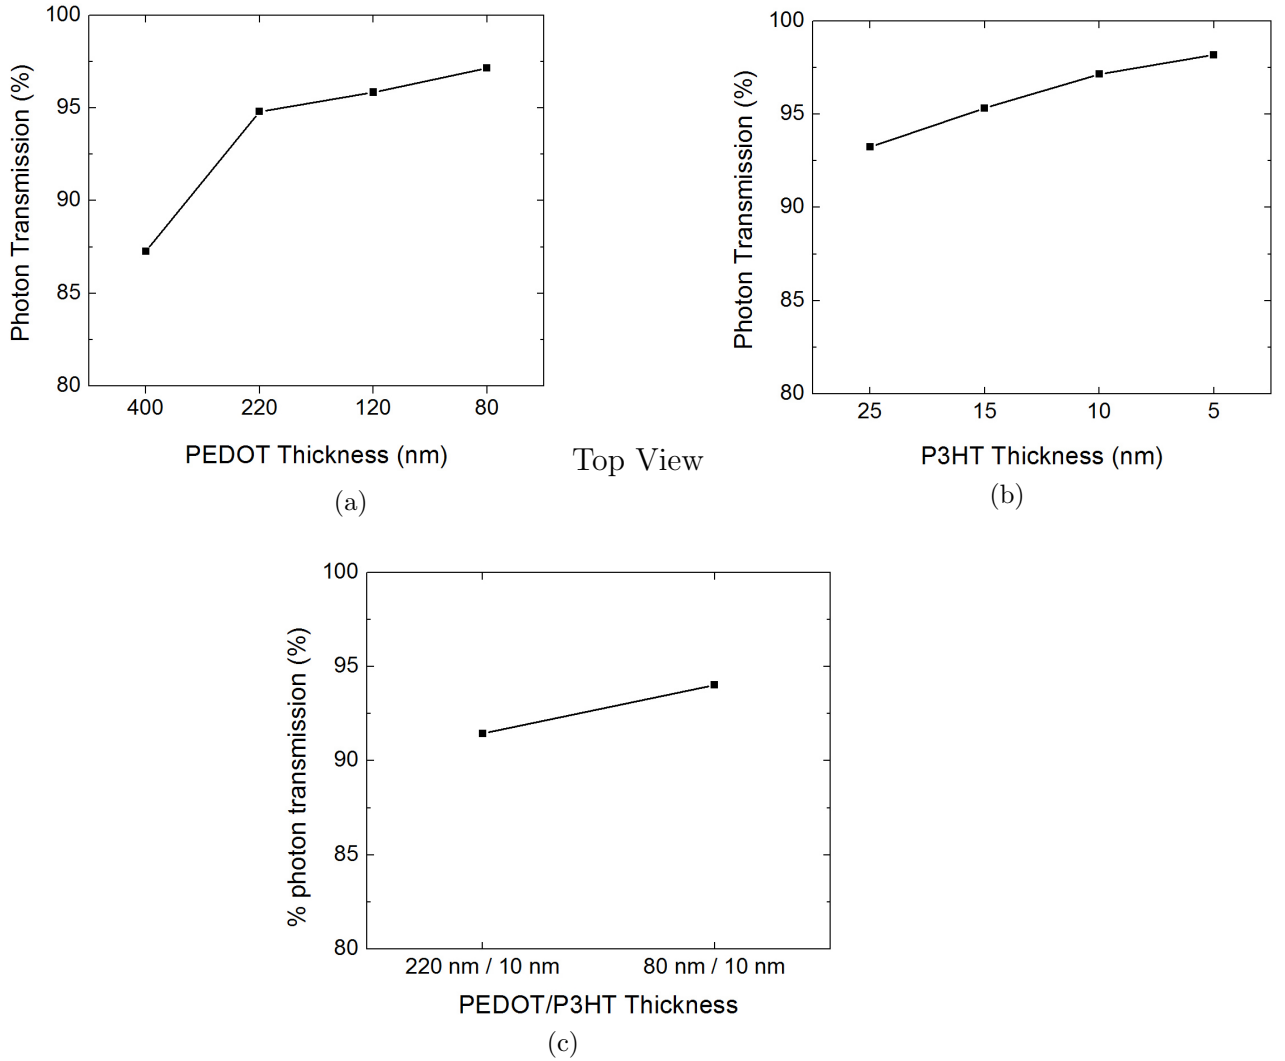 100
95
90
85
80
Photon Transmission (%)
400 220 120 80
PEDOT Thickness (nm)
(a)
Top View
100
95
90
85
80
Photon Transmission (%)
25 15 10 5
P3HT Thickness (nm)
(b)
100
95
90
85
80
% photon transmission (%)
220 nm / 10 nm 80 nm / 10 nm
PEDOT/P3HT Thickness
(c)